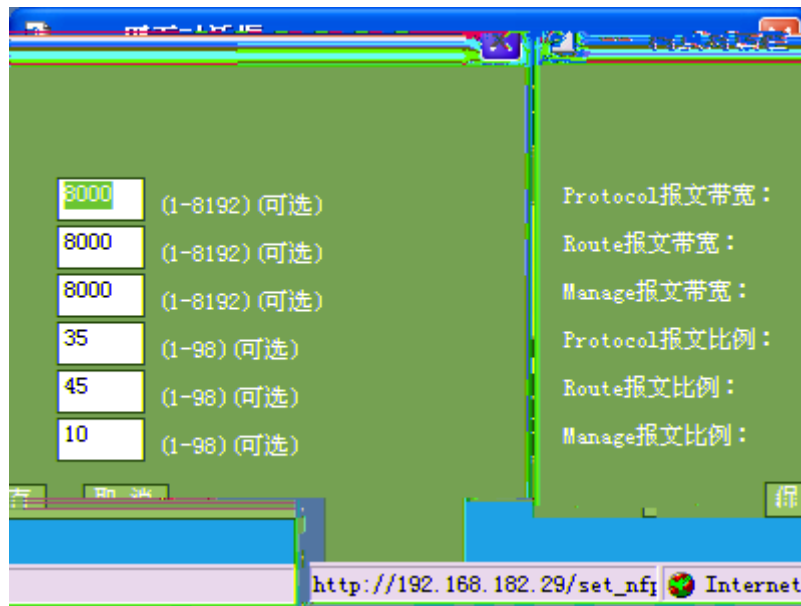 8000 (1-8192)(可选) Protocol报文带宽：
8000 (1-8192)(可选) Route报文带宽：
8000 (1-8192)(可选) Manage报文带宽：
35 (1-98)(可选) Protocol报文比例：
45 (1-98)(可选) Route报文比例：
10 (1-98)(可选) Manage报文比例：
取消
http://192.168.182.29/set_nfp Internet